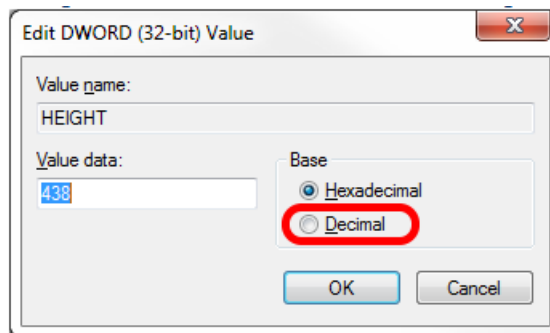 Edit DWORD (32-bit) Value
Value name:
HEIGHT
Value data:
438
Base
Hexadecimal
Decimal
OK
Cancel